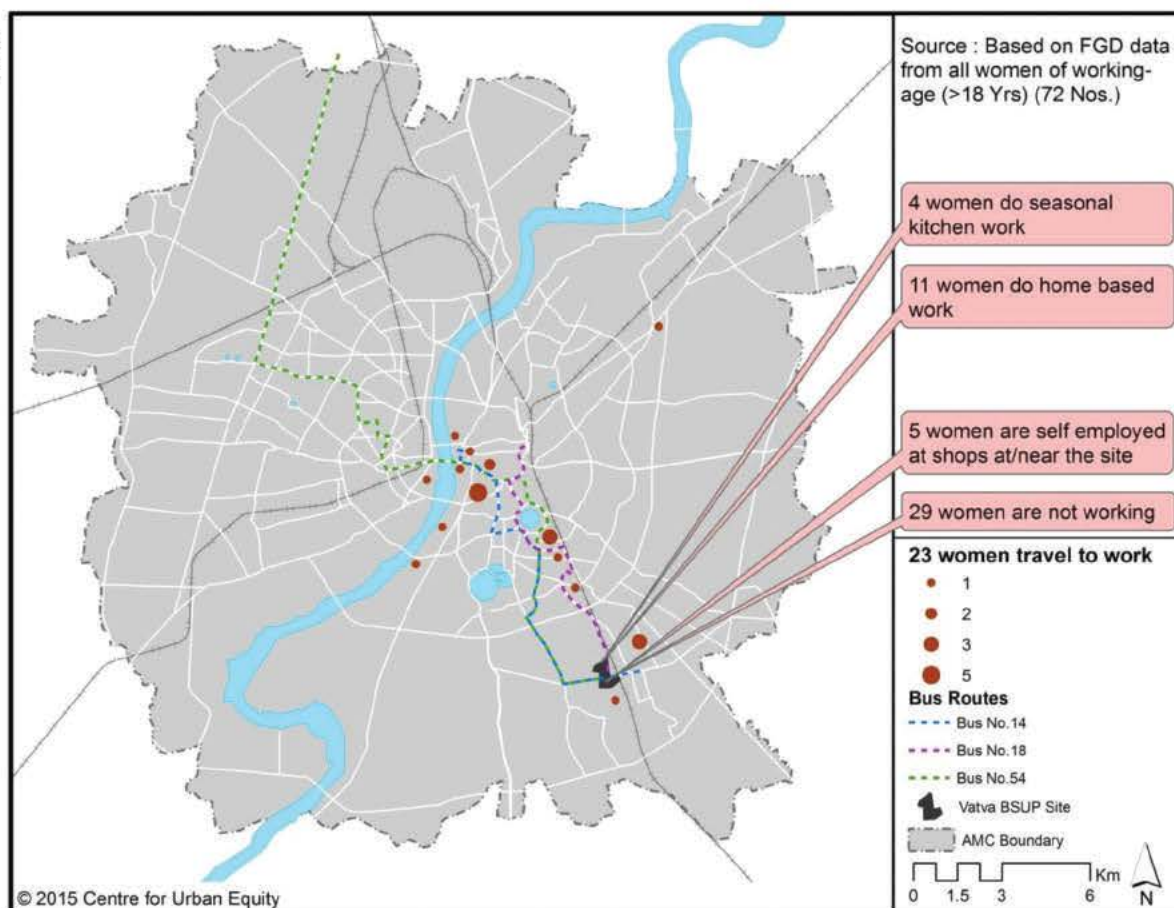 Source : Based on FGD data
from all women of working-
age (>18 Yrs) (72 Nos.)
4 women do seasonal
kitchen work
11 women do home based
work
5 women are self employed
at shops at/near the site
29 women are not working
23 women travel to work
1
2
3
5
Bus Routes
Bus No.14
Bus No.18
Bus No.54
Vatva BSUP Site
AMC Boundary
Km
0 1.5 3 6
N
© 2015 Centre for Urban Equity